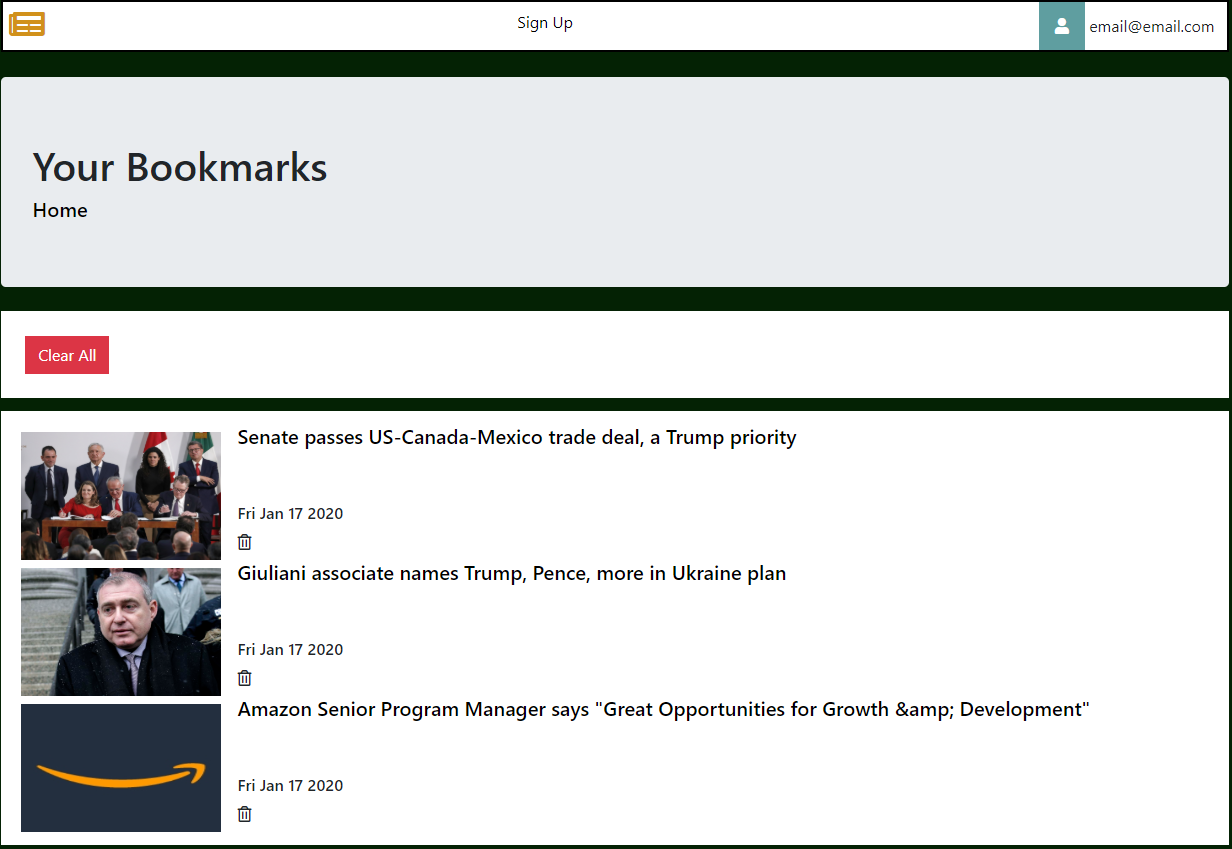 Sign Up
email@email.com
Your Bookmarks
Home
Clear All
Senate passes US-Canada-Mexico trade deal, a Trump priority
Fri Jan 17 2020
Giuliani associate names Trump, Pence, more in Ukraine plan
Fri Jan 17 2020
Amazon Senior Program Manager says "Great Opportunities for Growth &amp; Development"
Fri Jan 17 2020